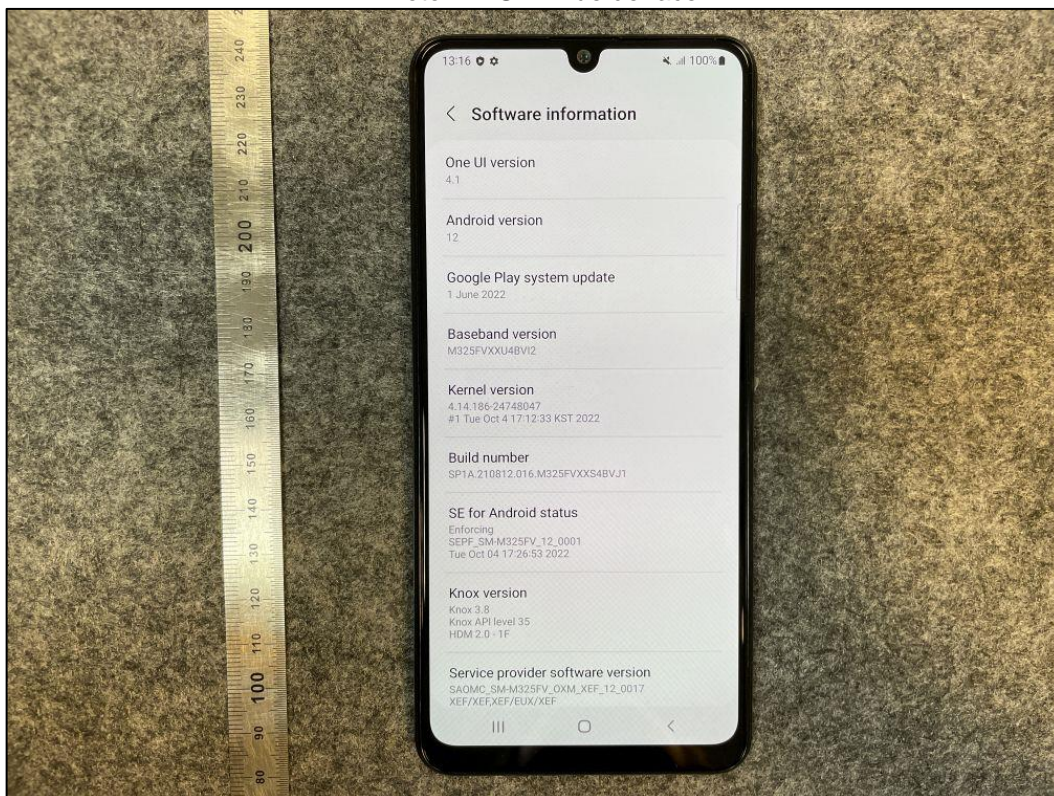 13:16
100%
Software information
One UI version
4.1
Android version
12
Google Play system update
1 June 2022
Baseband version
M325FVXXU4BVI2
Kernel version
4.14.186-24748047
#1 Tue Oct 4 17:12:33 KST 2022
Build number
SP1A.210812.016.M325FVXXS4BVJ1
SE for Android status
Enforcing
SEPF_SM-M325FV_12_0001
Tue Oct 04 17:26:53 2022
Knox version
Knox 3.8
Knox API level 35
HDM 2.0 - 1F
Service provider software version
SAOMC_SM-M325FV_OXM_XEF_12_0017
XEF/XEF,XEF/EUX/XEF
240
230
220
210
200
190
180
170
160
150
140
130
120
110
100
90
80